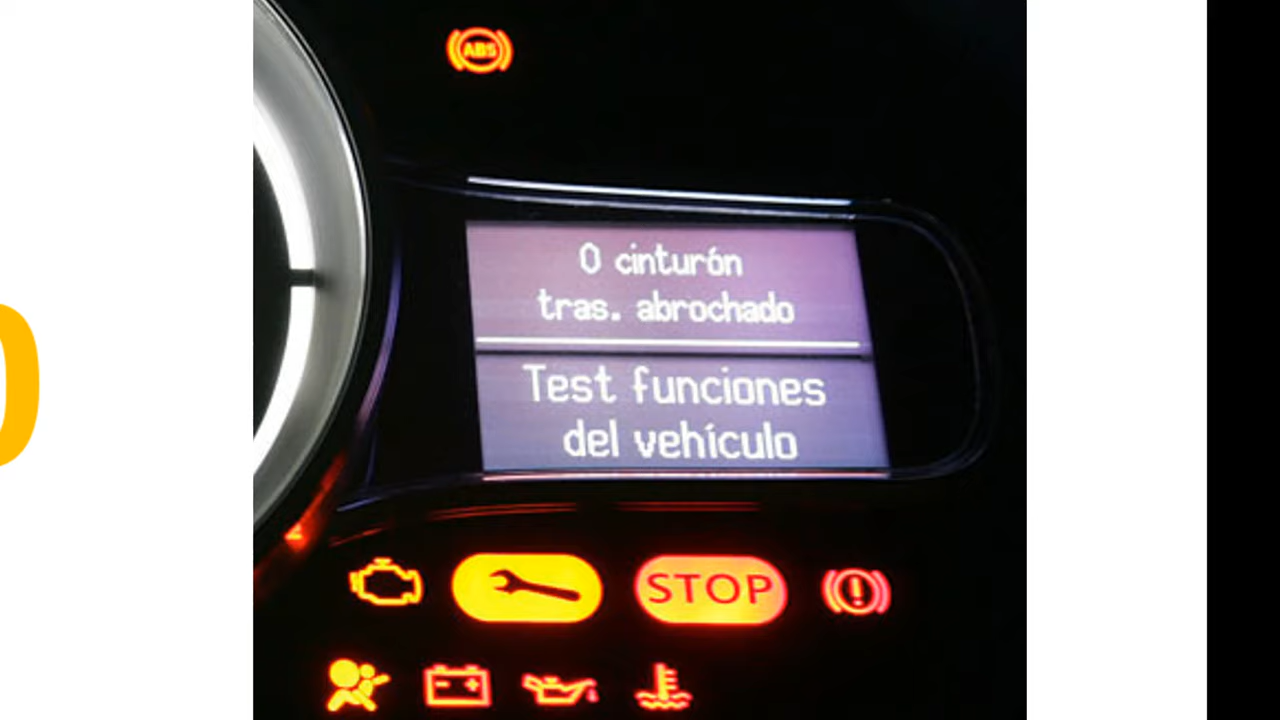 ABS
0 cinturón
tras. abrochado
Test funciones
del vehículo
STOP